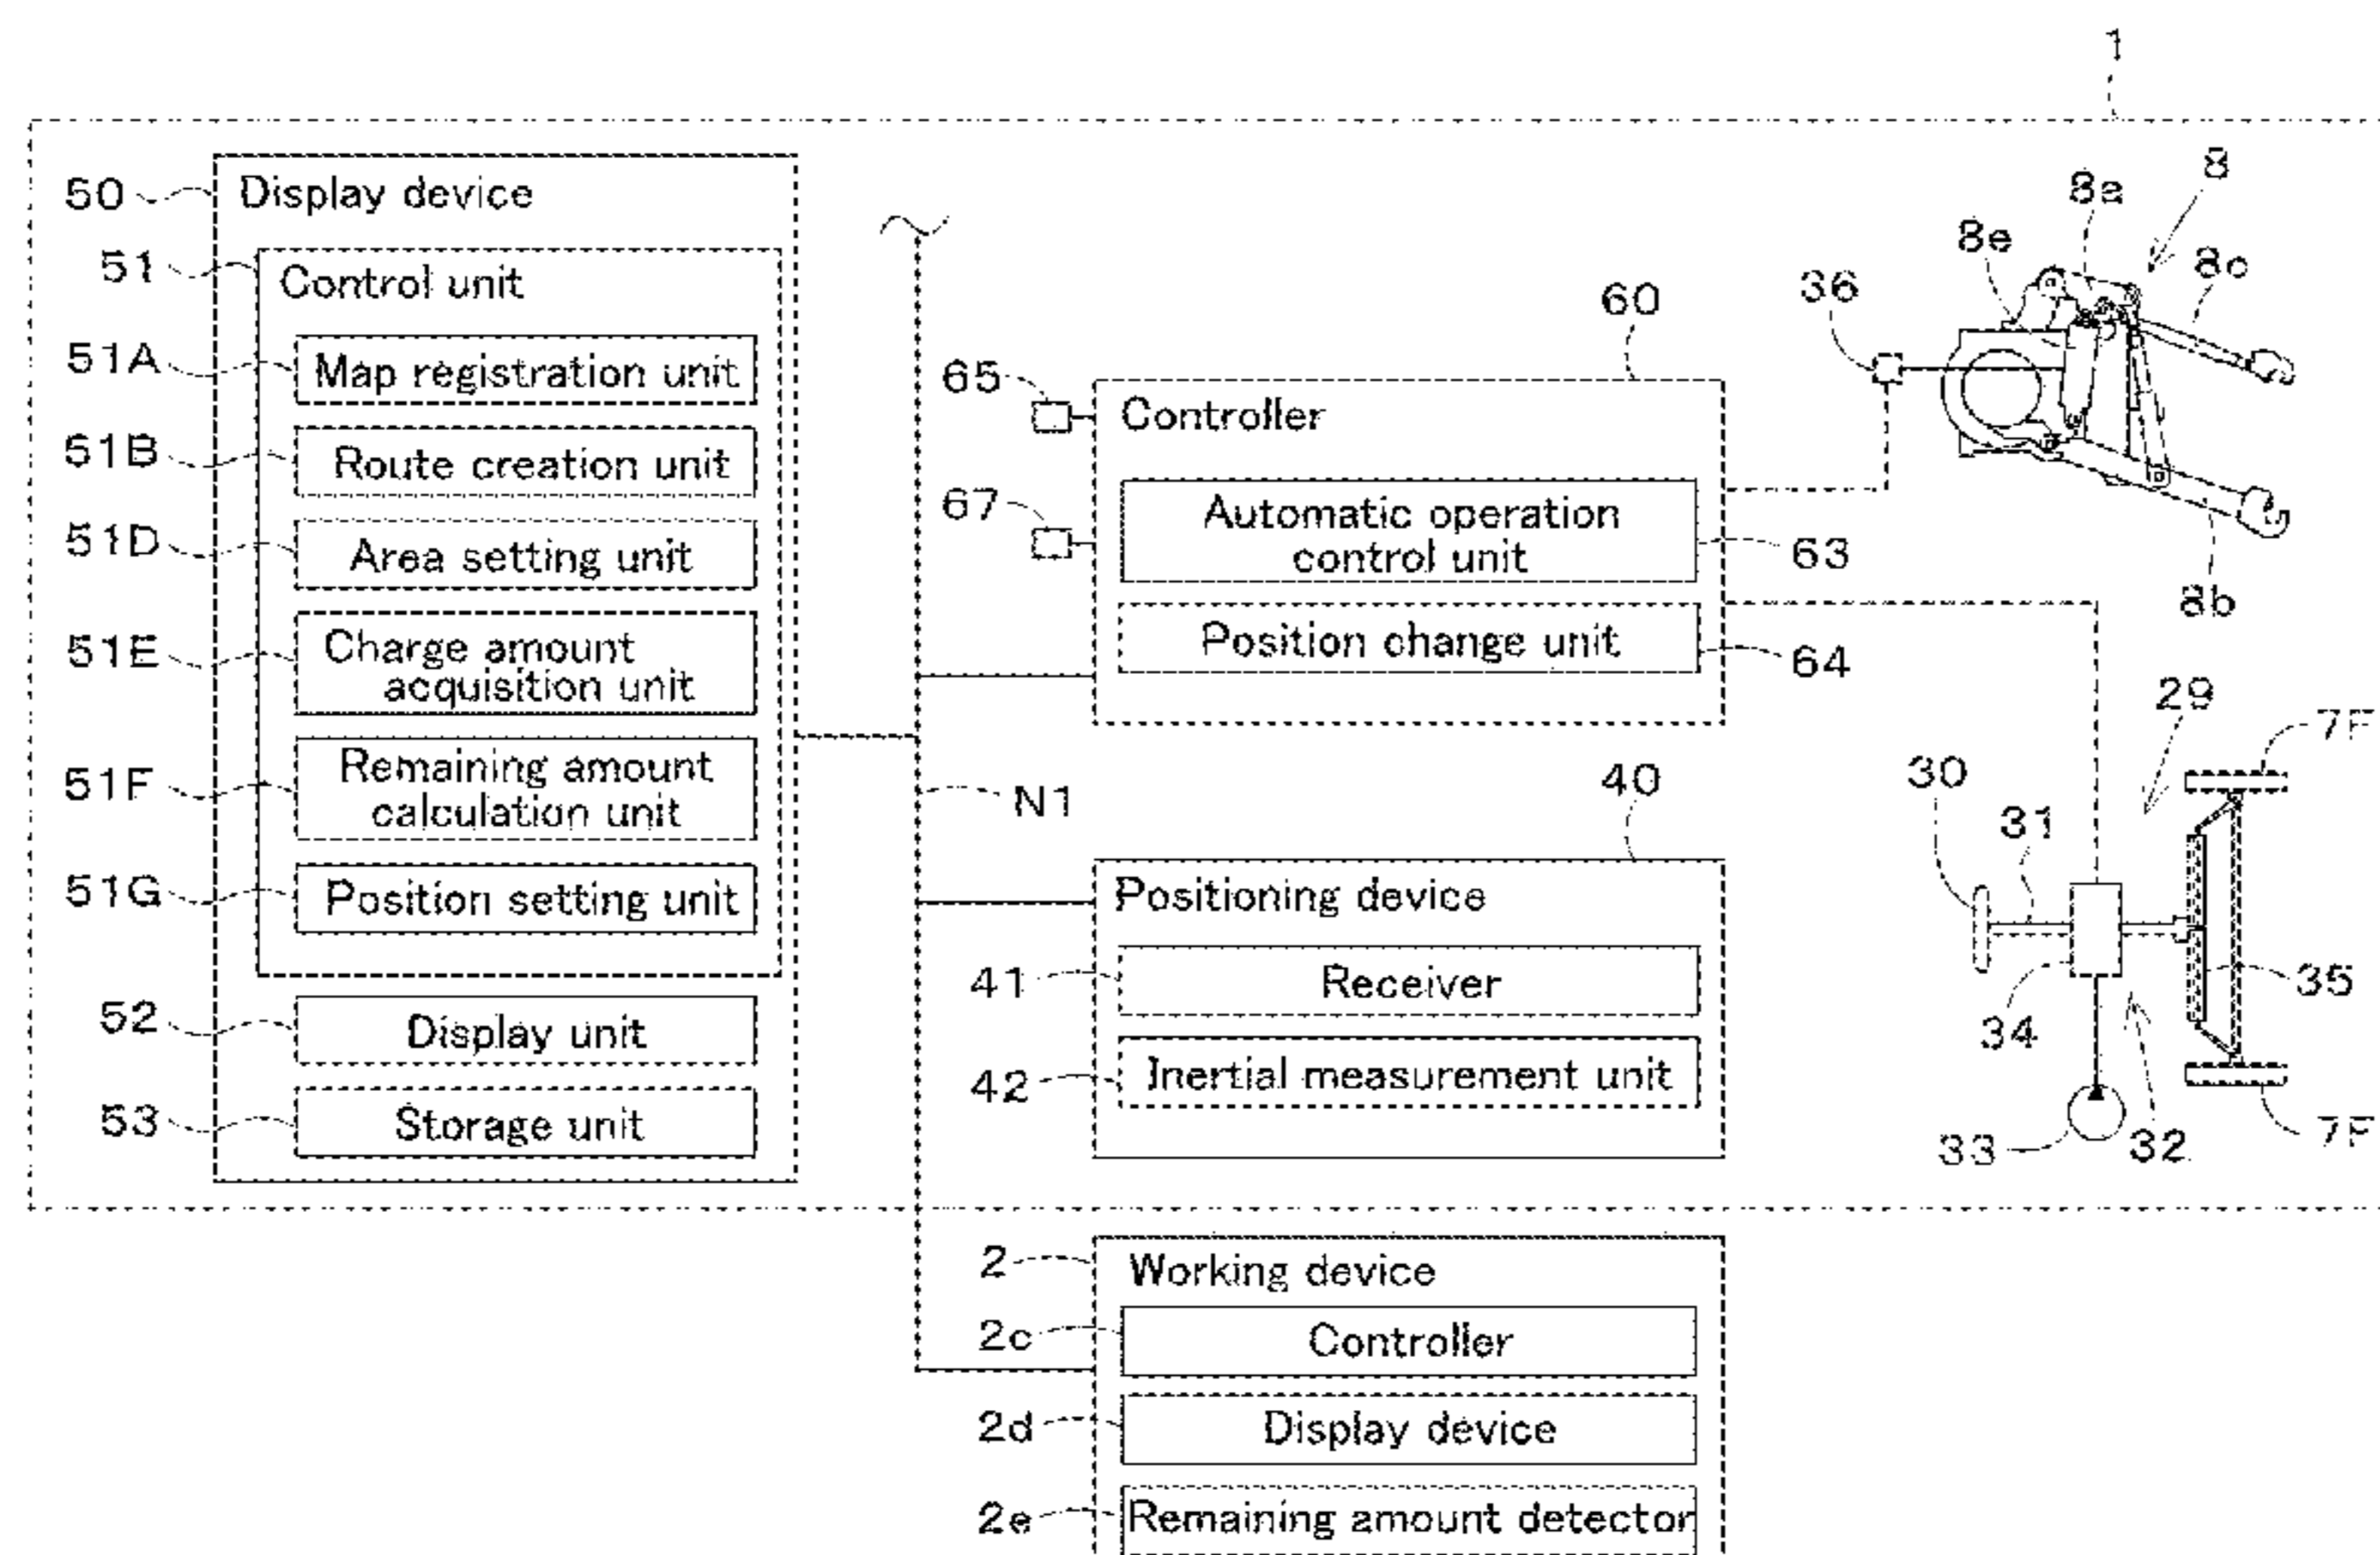 1
50
Display device
51
Control unit
51A
Map registration unit
51B
Route creation unit
51D
Area setting unit
51E
Charge amount
acquisition unit
51F
Remaining amount
calculation unit
51G
Position setting unit
52
Display unit
53
Storage unit
N1
60
65
Controller
67
Automatic operation
control unit
63
Position change unit
64
40
Positioning device
41
Receiver
42
Inertial measurement unit
2
Working device
2c
Controller
2d
Display device
2e
Remaining amount detector
8
8a
8e
8c
36
8b
29
7F
30
31
35
34
33
32
7F